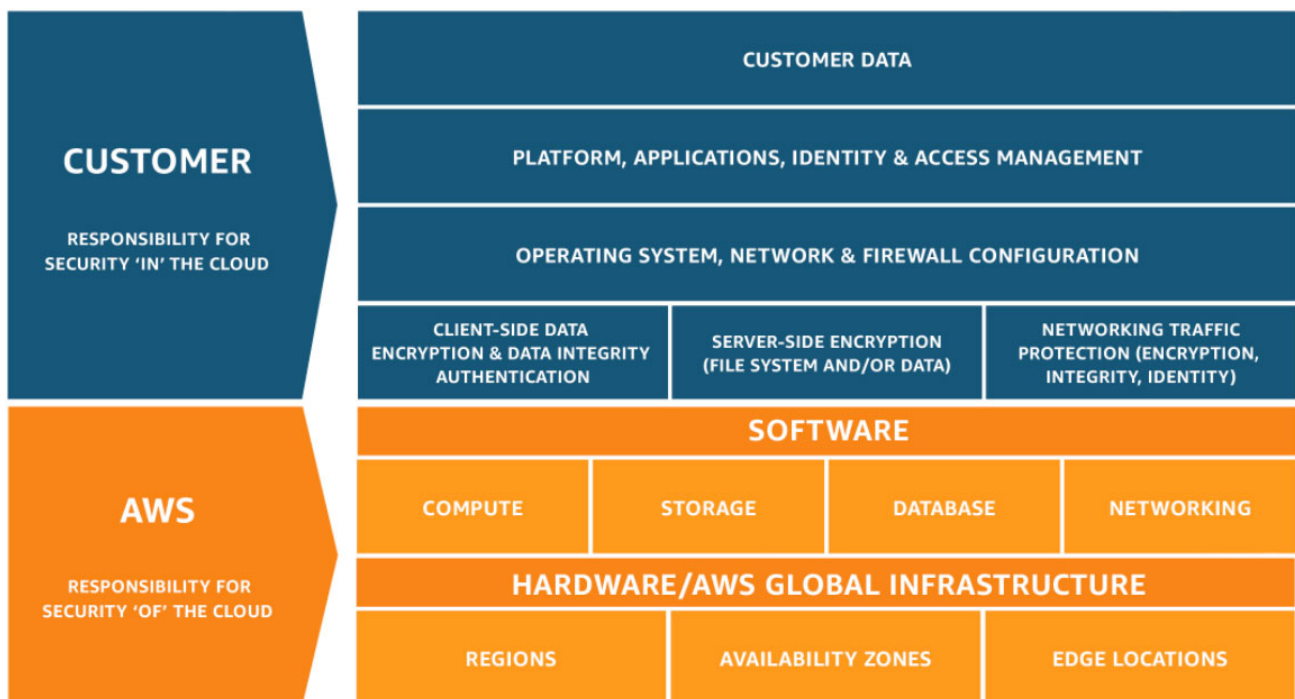 CUSTOMER
RESPONSIBILITY FOR
SECURITY ‘IN’ THE CLOUD
CUSTOMER DATA
PLATFORM, APPLICATIONS, IDENTITY & ACCESS MANAGEMENT
OPERATING SYSTEM, NETWORK & FIREWALL CONFIGURATION
CLIENT-SIDE DATA
ENCRYPTION & DATA INTEGRITY
AUTHENTICATION
SERVER-SIDE ENCRYPTION
(FILE SYSTEM AND/OR DATA)
NETWORKING TRAFFIC
PROTECTION (ENCRYPTION,
INTEGRITY, IDENTITY)
AWS
RESPONSIBILITY FOR
SECURITY ‘OF’ THE CLOUD
SOFTWARE
COMPUTE
STORAGE
DATABASE
NETWORKING
HARDWARE/AWS GLOBAL INFRASTRUCTURE
REGIONS
AVAILABILITY ZONES
EDGE LOCATIONS